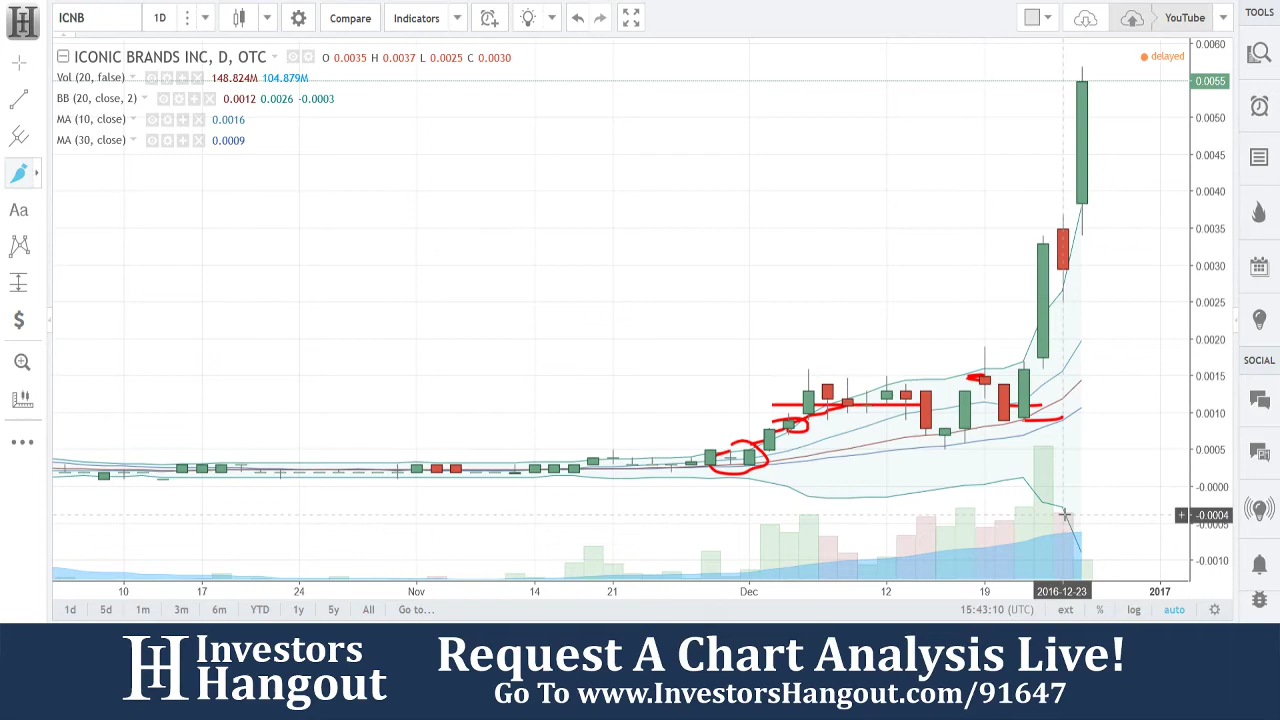 ICNB 1D Compare Indicators YouTube TOOLS
ICONIC BRANDS INC, D, OTC O 0.0035 H 0.0037 L 0.0025 C 0.0030 delayed
Vol (20, false) 148.824M 104.879M
BB (20, close, 2) 0.0012 0.0026 -0.0003
MA (10, close) 0.0016
MA (30, close) 0.0009
0.0060
0.0055
0.0050
0.0045
0.0040
0.0035
0.0030
0.0025
0.0020
0.0015
0.0010
0.0005
-0.0000
-0.0004
-0.0005
-0.0010
Aa
$
SOCIAL
10 17 24 Nov 14 21 Dec 12 19 2016-12-23 2017
1d 5d 1m 3m 6m YTD 1y 5y All Go to... 15:43:10 (UTC) ext % log auto
H
Investors
Hangout
Request A Chart Analysis Live!
Go To www.InvestorsHangout.com/91647